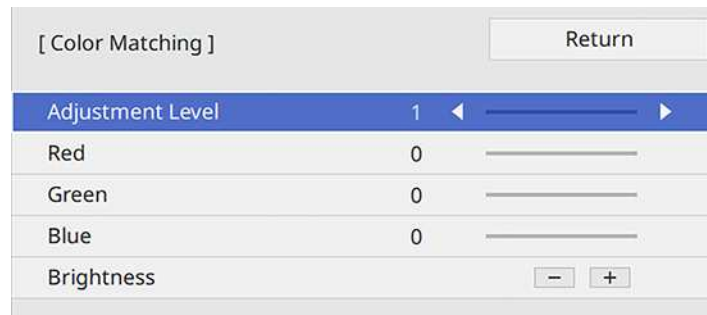 [ Color Matching ] Return
Adjustment Level 1
Red 0
Green 0
Blue 0
Brightness − +